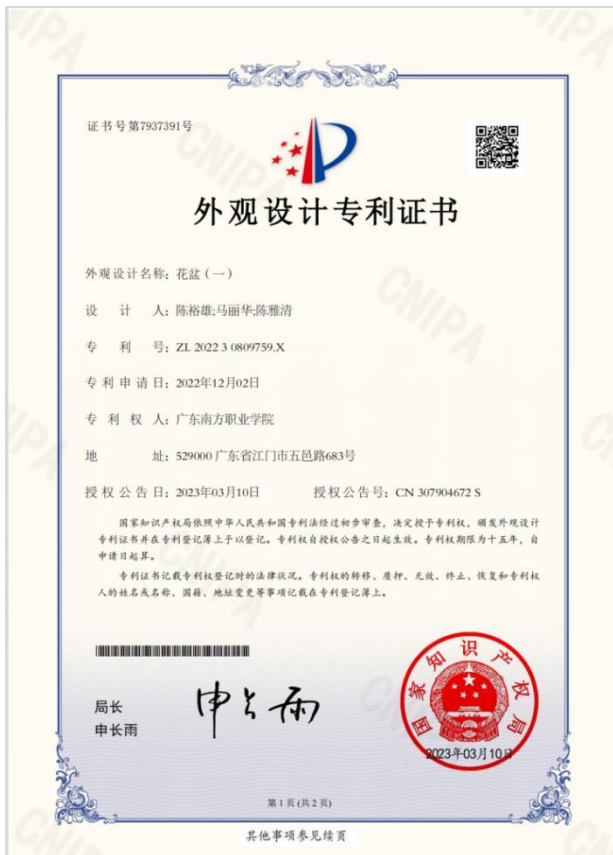 证书号第7937391号
外观设计专利证书
外观设计名称：花盆（一）
设 计 人：陈裕雄;马丽华;陈雅清
专 利 号：ZL 2022 3 0809759.X
专利申请日：2022年12月02日
专 利 权 人：广东南方职业学院
地 址：529000 广东省江门市五邑路683号
授权公告日：2023年03月10日 授权公告号：CN 307904672 S
国家知识产权局依照中华人民共和国专利法经过初步审查，决定授予专利权，颁发外观设计
专利证书并在专利登记簿上予以登记。专利权自授权公告之日起生效。专利权期限为十五年，自
申请日起算。
专利证书记载专利权登记时的法律状况。专利权的转移、质押、无效、终止、恢复和专利权
人的姓名或名称、国籍、地址变更等事项记载在专利登记簿上。
局长
申长雨
申长雨
国家知识产权局
2023年03月10日
第 1 页 (共 2 页)
其他事项参见续页
CNIPA
CNIPA
CNIPA
CNIPA
CNIPA
CNIPA